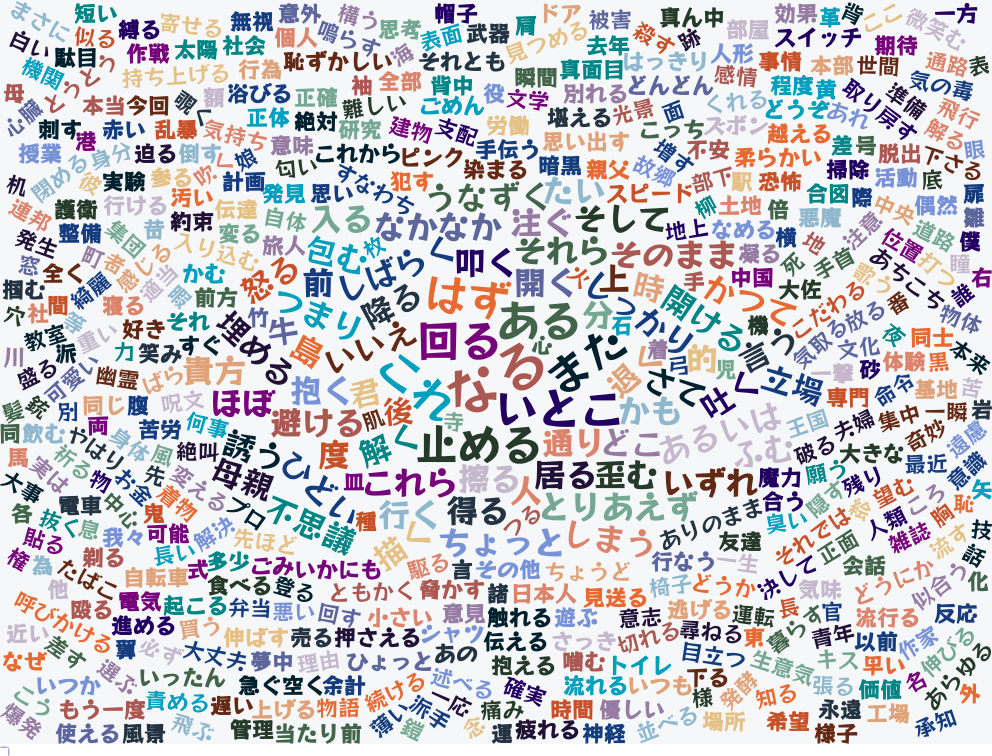 短い
まさに
似る
縛る
寄せる
無視
意外
構う
帽子
肩
ドア
被害
真ん中
効果
革
背
ここ
微笑む
一方
白い
駄目
作戦
太陽
社会
個人
鳴らす
思考
海
表面
武器
見つめる
去年
殺す
跡
部屋
スイッチ
期待
機関
持ち上げる
行為
恥ずかしい
それとも
瞬間
真面目
はっきり
人形
事情
本部
世間
通路
表
母
心臓
本当
今回
覗く
額
浴びる
袖
全部
背中
正確
難しい
ごめん
役
文学
別れる
どんどん
感情
程度
黄
気の毒
準備
刺す
港
赤い
乱暴
気持ち
正体
絶対
研究
建物
支配
労働
堪える
光景
面
くれる
どうぞ
あれ
取り戻す
飛行
授業
閉める
身分
迫る
倒す
娘
意味
これから
ピンク
手伝う
思い出す
こっち
ズボン
越える
差
号
脱出
解る
眼
机
彼
実験
参る
匂い
すなわち
犯す
染まる
暗黒
親父
故郷
増す
不安
柔らかい
掃除
活動
下さる
底
扉
連邦
護衛
行ける
汚い
計画
発見
思い
うなずく
たい
スピード
部下
駅
恐怖
合図
際
中央
偶然
雛
約束
伝達
自体
入る
なかなか
注ぐ
そして
柳
土地
倍
悪魔
地上
なめる
横
道路
僕
発生
整備
集団
昔
変る
旅人
包む
枚
しばらく
叩く
それら
そのまま
凝る
死
地
手首
生態
位置
打つ
瞳
窓
全く
町
者
感じる
入り込む
怒る
前
開く
火
上
時
手
中国
大佐
歌う
あちこち
誰
右
掴む
綺麗
適当
かむ
前方
つまり
降る
はず
ある
分
石
開ける
かつて
機
こだわる
番
物体
穴
社
間
寝る
好き
それ
埋める
竹
牛
いいえ
回る
心
しかり
言う
気取る
放る
夜
同士
教室
派
重い
力
笑み
すぐ
島
また
着
弓
的
児
文化
体験
黒
本来
川
盛る
可愛い
幽霊
ばら
貴方
抱く
君
これ
なる
退く
さて
吐く
立場
一撃
砂
専門
命令
基地
苦
髪
銃
別
同じ
腹
呪文
ほぼ
避ける
肌
後
寺
いとこ
かも
王国
破る
夫婦
集中
一瞬
岩
同
飲む
両
苦労
何事
誘う
度
解く
止める
通り
どこ
あるいは
ふむ
大きな
奇妙
遠慮
馬
やはり
身体
風
絶叫
母親
ひどい
皿
これら
擦る
居る
歪む
いずれ
魔力
願う
残り
最近
意識
大事
実は
祈る
お金
先
変える
着物
不思議
種
行く
得る
人
とりあえず
合う
隠す
望む
ころ
矢
各
電車
物
中心
鬼
プロ
つる
ありのまま
臭い
人類
胸
恥
抜く
息
我々
可能
解決
先ほど
描く
ちょっと
しまう
友達
それでは
正面
雑誌
流す
技
貼る
権
為
剃る
長い
多少
ごみ
いかにも
駆る
言
その他
ちょうど
行なう
一生
会話
話
他
たばこ
自転車
式
食べる
登る
ともかく
脅かす
諸
日本人
見送る
椅子
どうか
決して
気味
どうにか
似合う
化
呼びかける
殴る
電気
起こる
弁当
悪い
回す
小さい
意見
触れる
遊ぶ
意志
逃げる
運転
長
官
流行る
反応
近い
差す
進める
翼
買う
伸ばす
売る
押さえる
シャツ
伝える
さっき
切れる
尋ねる
東
暮らす
青年
以前
作家
伸びる
なぜ
選ぶ
必ず
大丈夫
夢中
理由
ひょっと
あの
抱える
噛む
トイレ
目立つ
生意気
キス
早い
名
あらゆる
いつか
いったん
急ぐ
空く
余計
続ける
述べる
確実
流れる
いつも
下る
様
発酵
知る
張る
価値
外
こう
爆発
もう一度
責める
遅い
上げる
物語
薄い
派手
一応
痛み
時間
優しい
並べる
場所
希望
永遠
工場
承知
使える
風景
飛ぶ
管理
当たり前
鎧
念
運
疲れる
神経
様子